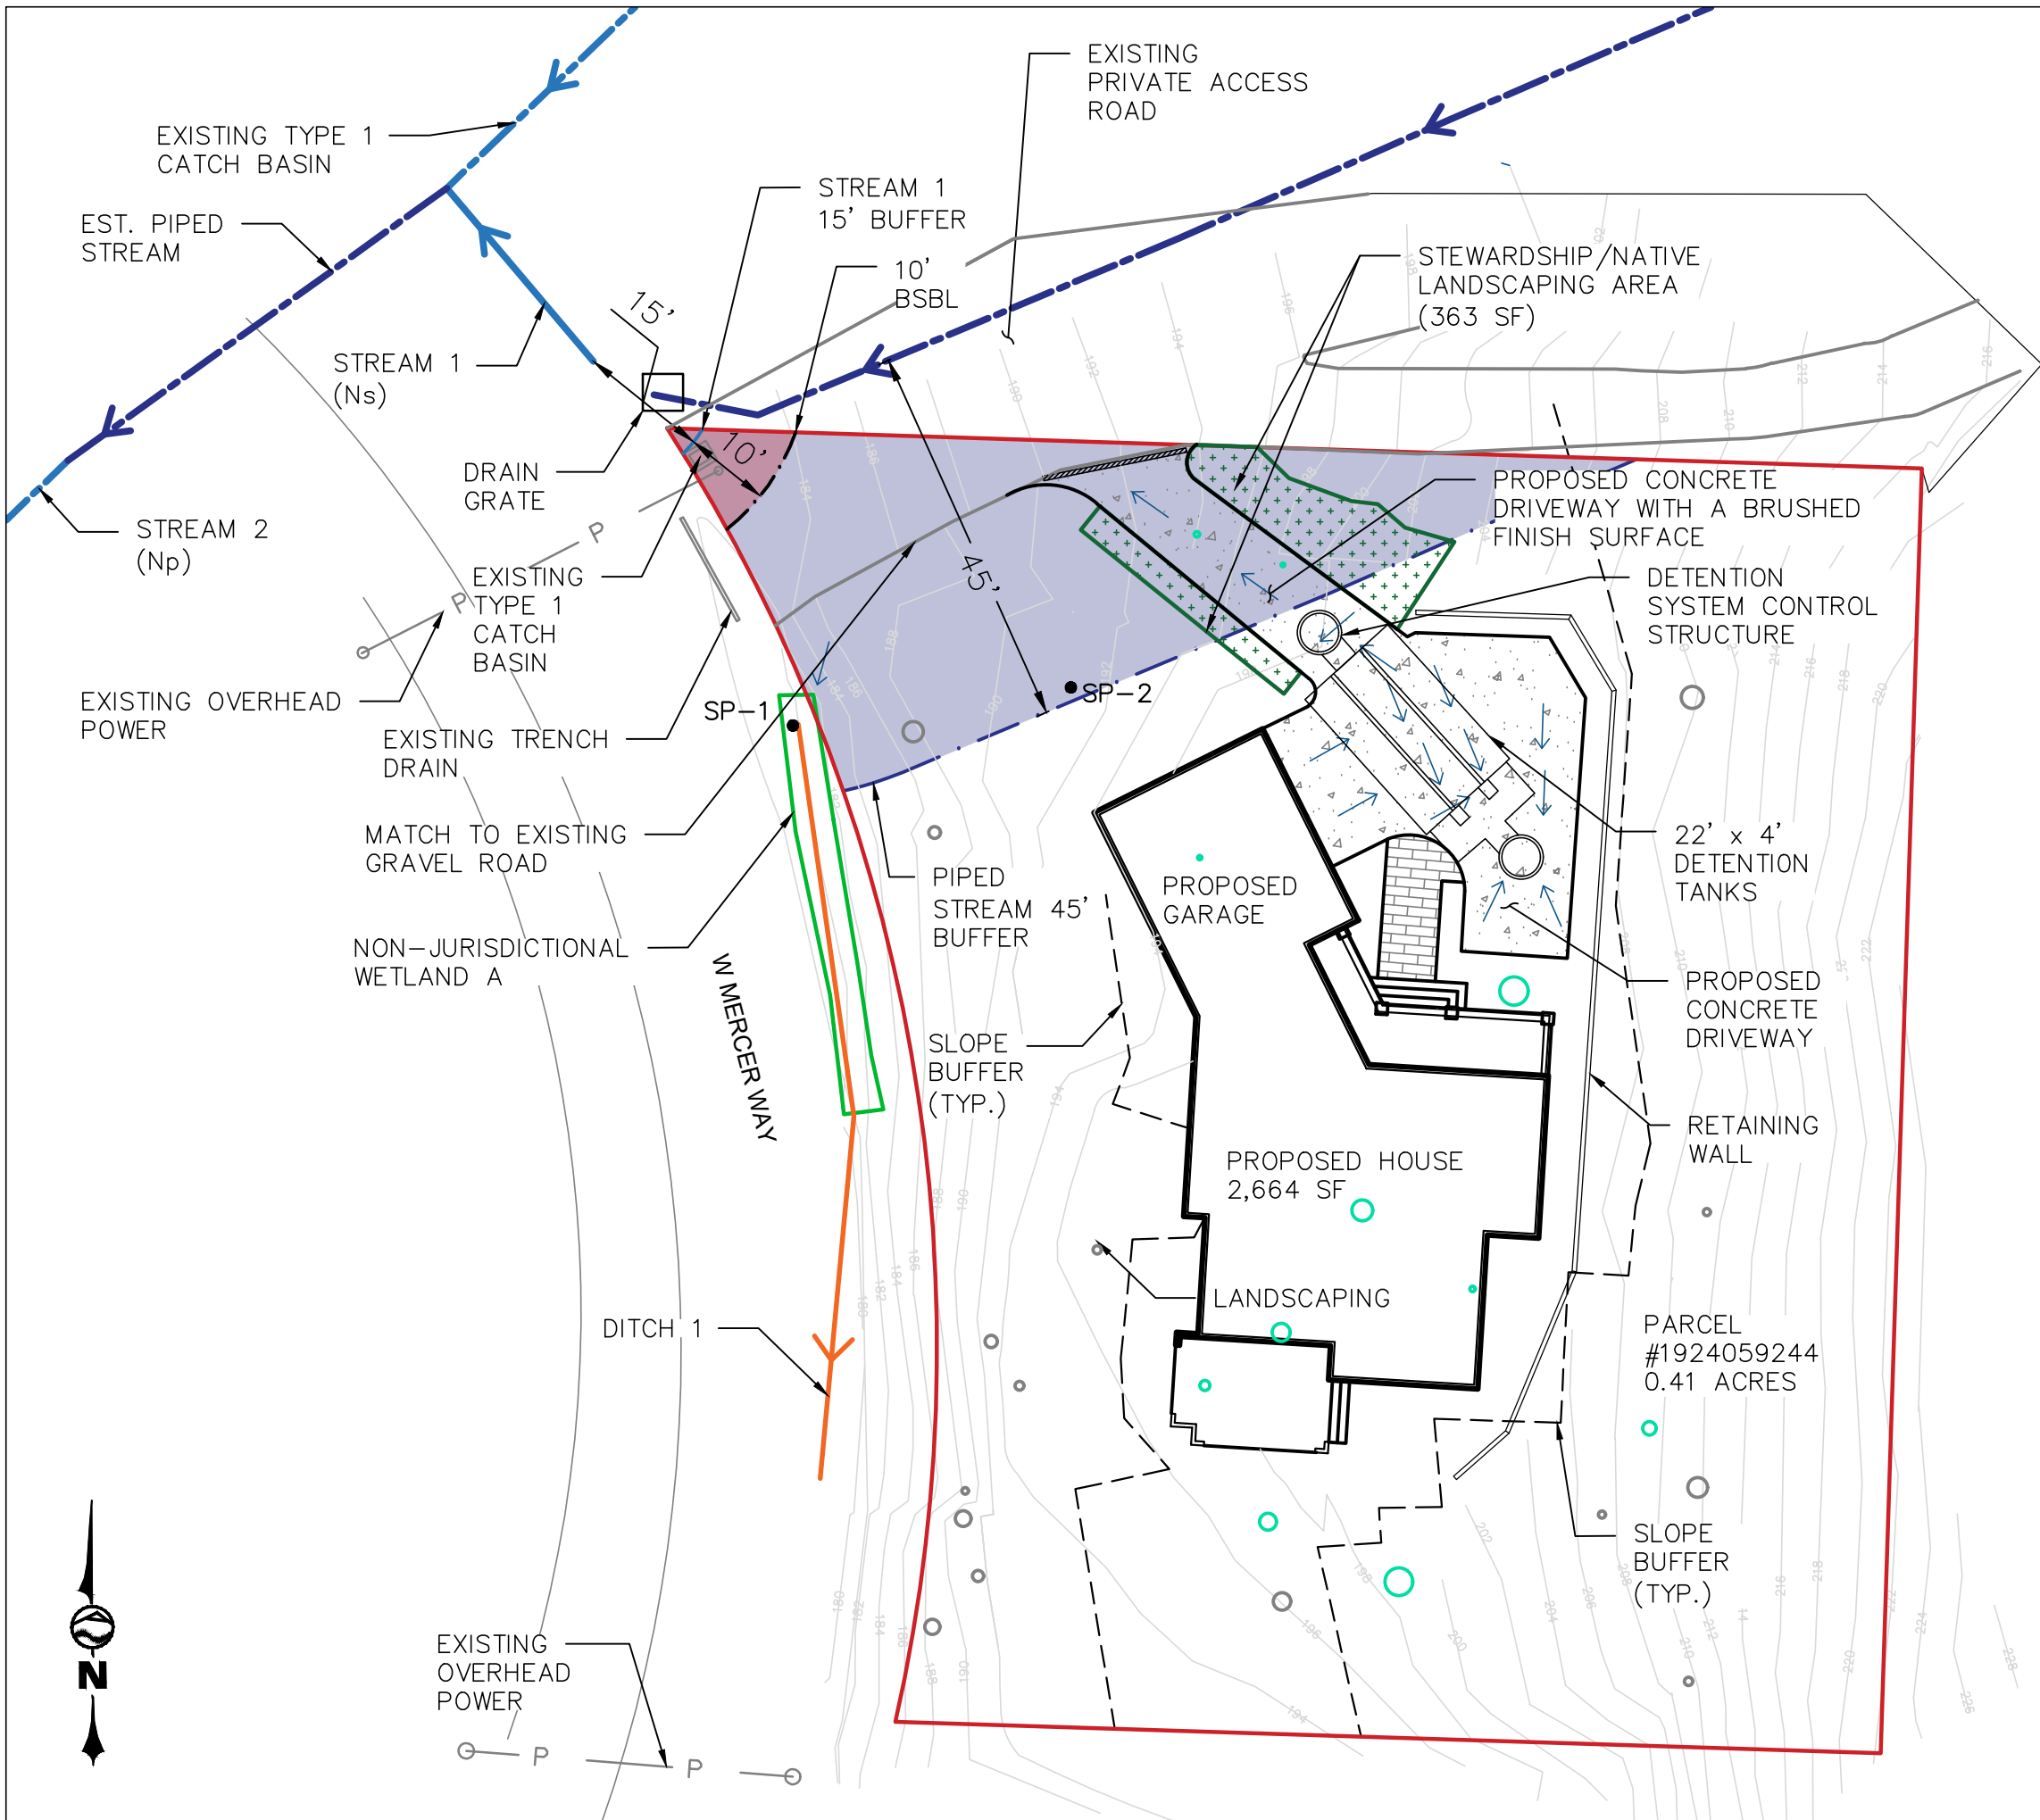 EXISTING
PRIVATE ACCESS
ROAD
EXISTING TYPE 1
CATCH BASIN
STREAM 1
15' BUFFER
EST. PIPED
STREAM
10'
BSBL
STEWARDSHIP/NATIVE
LANDSCAPING AREA
(363 SF)
15'
STREAM 1
(Ns)
10'
DRAIN
GRATE
PROPOSED CONCRETE
DRIVEWAY WITH A BRUSHED
FINISH SURFACE
STREAM 2
(Np)
P
P
45'
EXISTING
TYPE 1
CATCH
BASIN
DETENTION
SYSTEM CONTROL
STRUCTURE
EXISTING OVERHEAD
POWER
SP-1
SP-2
EXISTING TRENCH
DRAIN
MATCH TO EXISTING
GRAVEL ROAD
22' x 4'
DETENTION
TANKS
PIPED
STREAM 45'
BUFFER
PROPOSED
GARAGE
NON-JURISDICTIONAL
WETLAND A
W MERCER WAY
PROPOSED
CONCRETE
DRIVEWAY
SLOPE
BUFFER
(TYP.)
RETAINING
WALL
PROPOSED HOUSE
2,664 SF
LANDSCAPING
DITCH 1
PARCEL
#1924059244
0.41 ACRES
SLOPE
BUFFER
(TYP.)
EXISTING
OVERHEAD
POWER
N
P
P